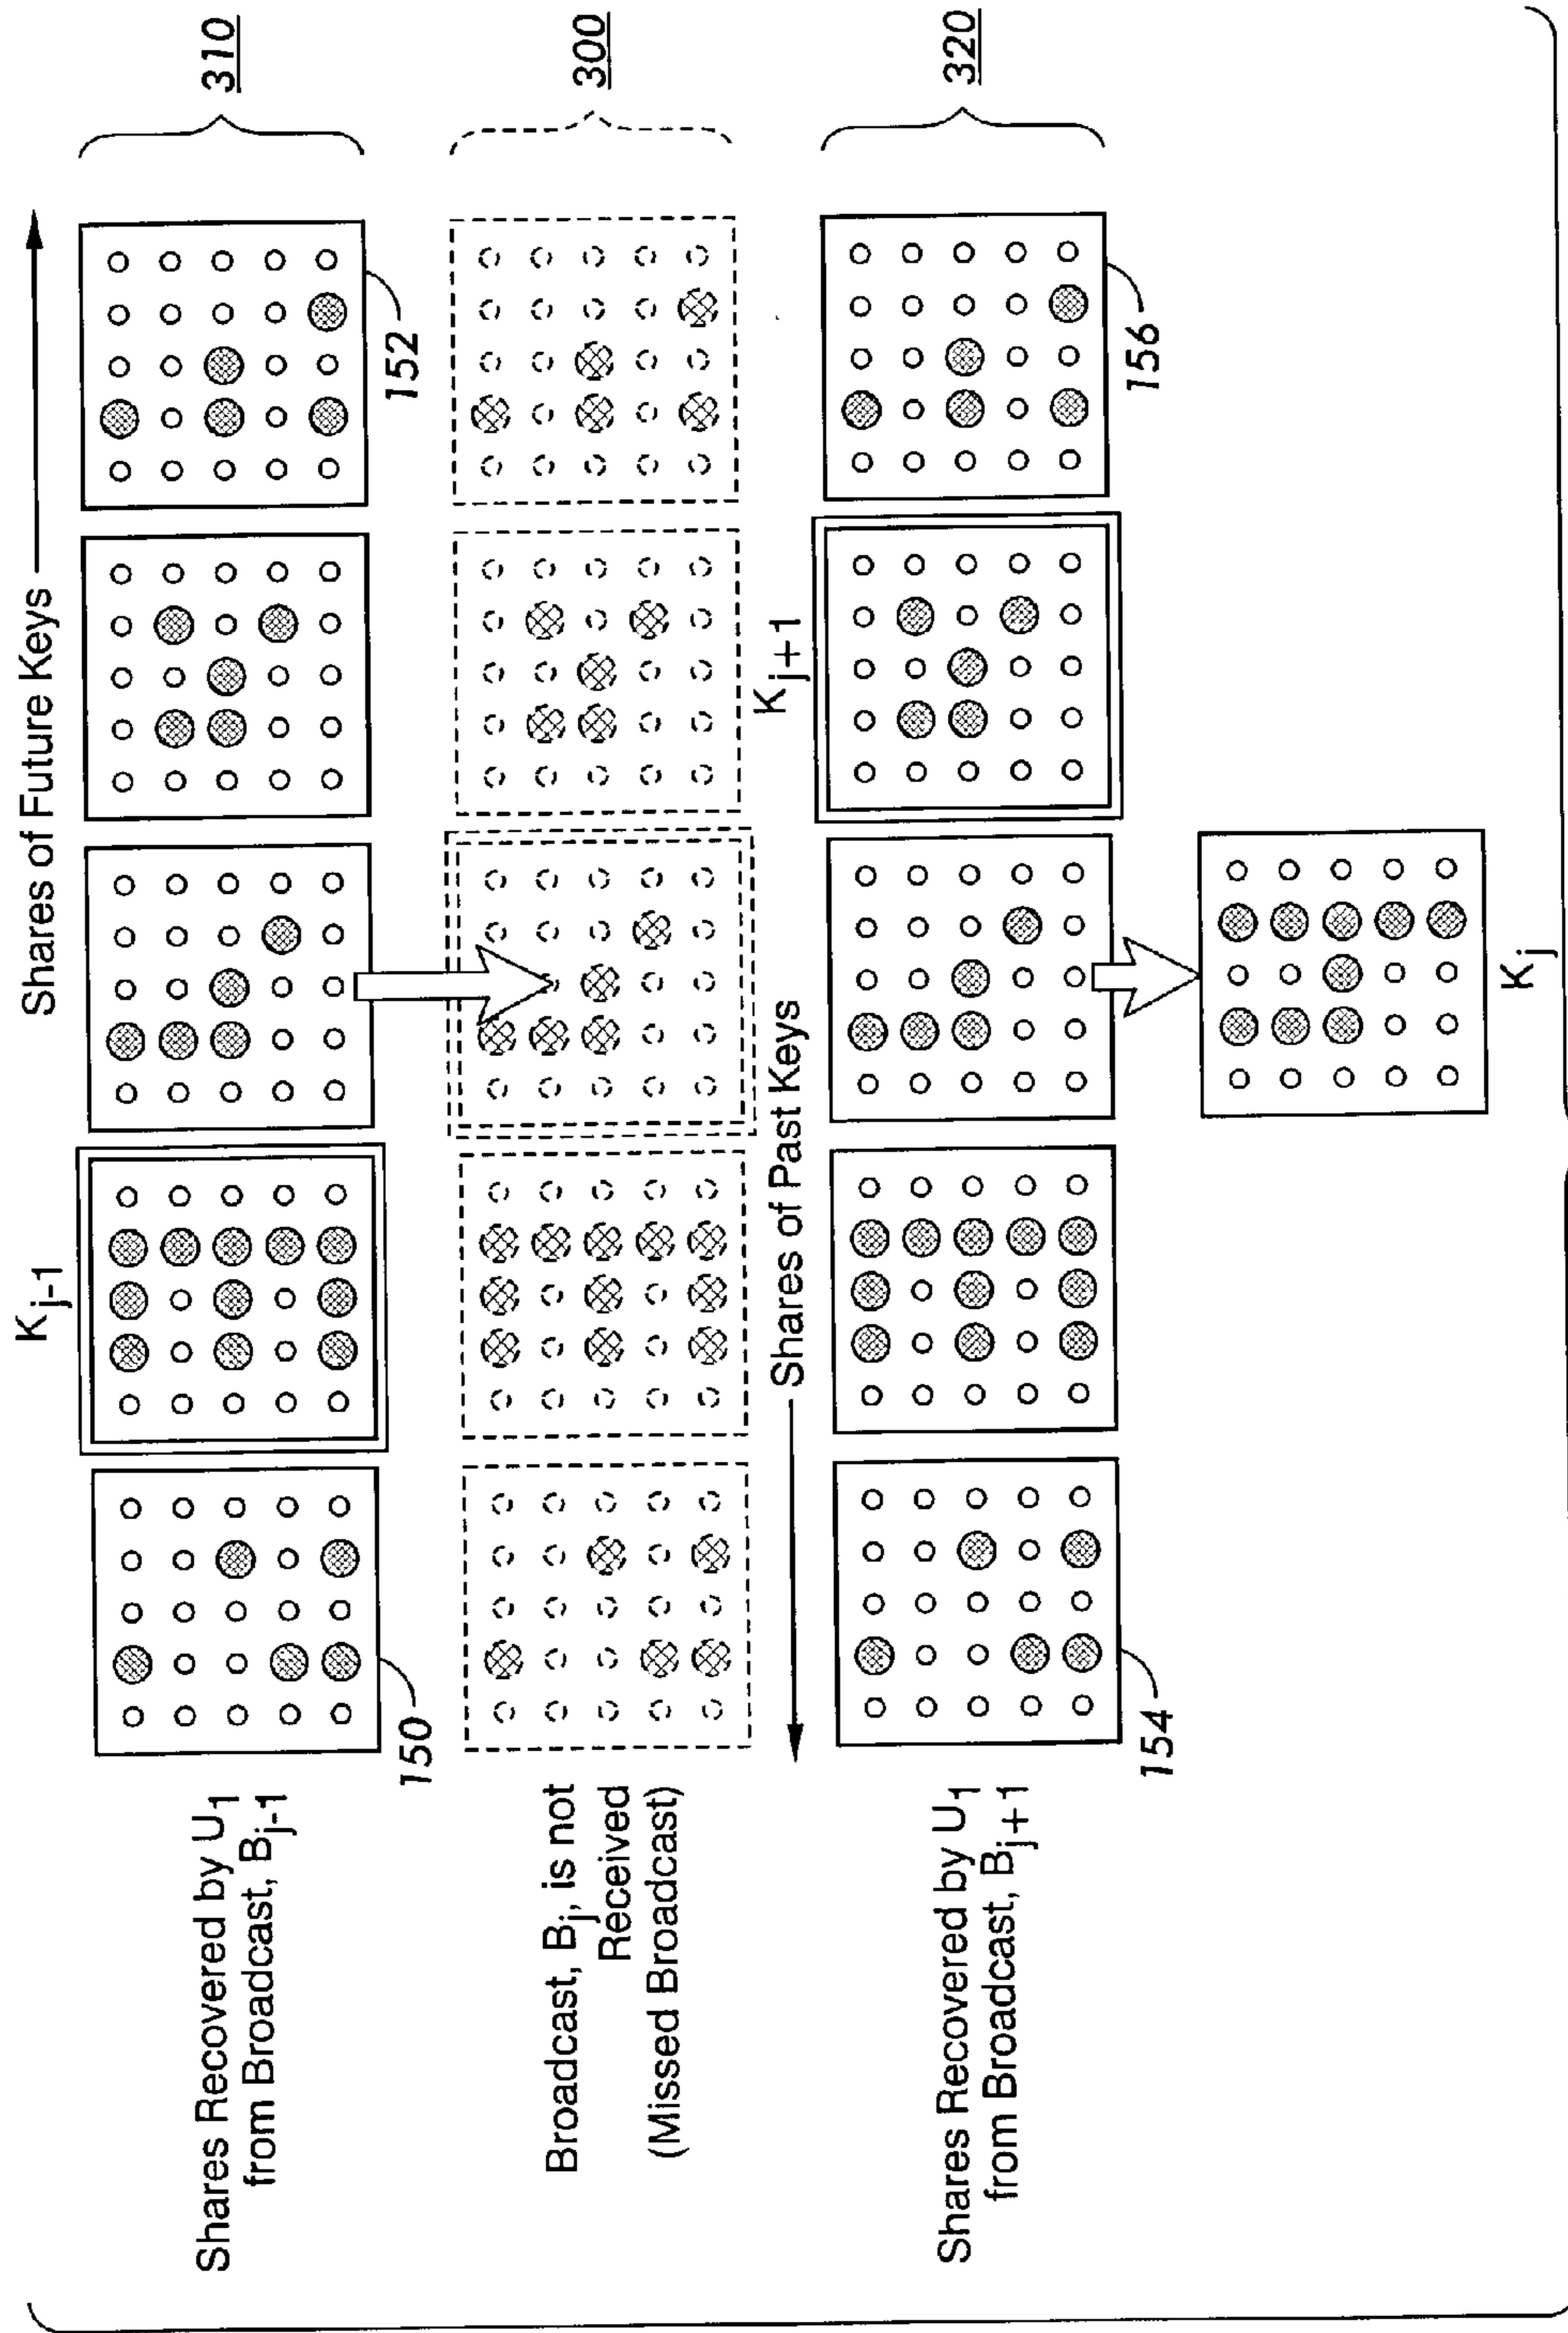 Shares of Future Keys
K j-1
310
Shares Recovered by U1
from Broadcast, Bj-1
150
152
Broadcast, Bj, is not
Received
(Missed Broadcast)
300
Shares of Past Keys
K j+1
Shares Recovered by U1
from Broadcast, Bj+1
320
154
156
Kj